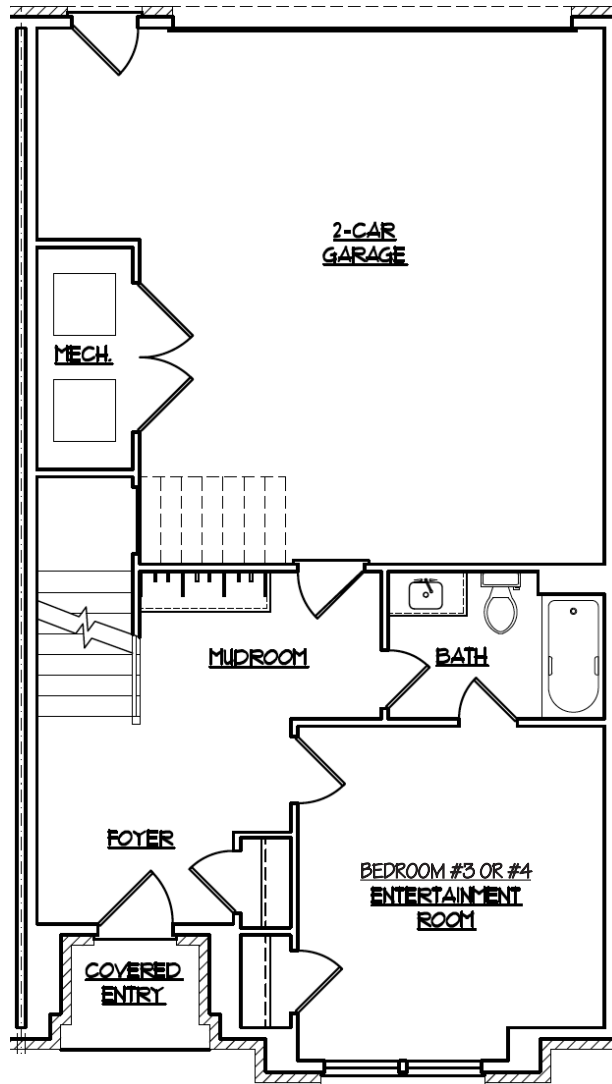 2-CAR
GARAGE
MECH.
MUDROOM
BATH
FOYER
BEDROOM #3 OR #4
ENTERTAINMENT
ROOM
COVERED
ENTRY